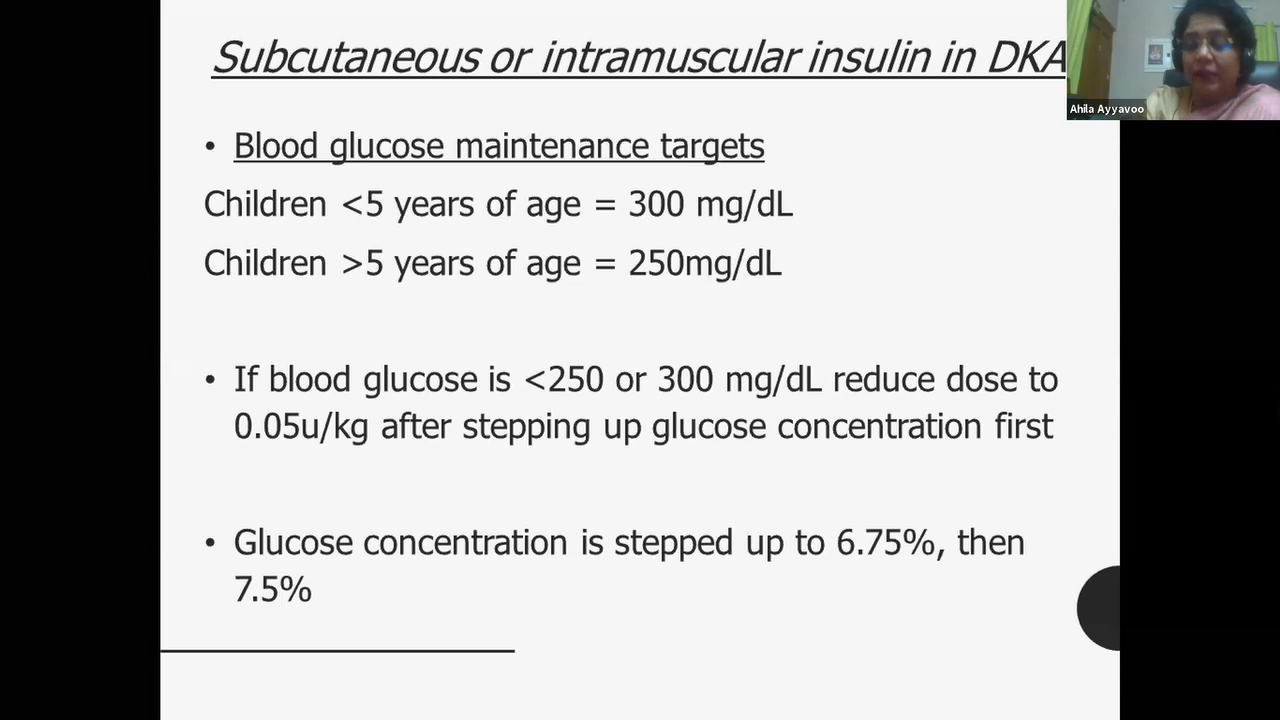 Subcutaneous or intramuscular insulin in DKA
Ahila Ayyavoo
• Blood glucose maintenance targets
Children <5 years of age = 300 mg/dL
Children >5 years of age = 250mg/dL
• If blood glucose is <250 or 300 mg/dL reduce dose to
0.05u/kg after stepping up glucose concentration first
• Glucose concentration is stepped up to 6.75%, then
7.5%